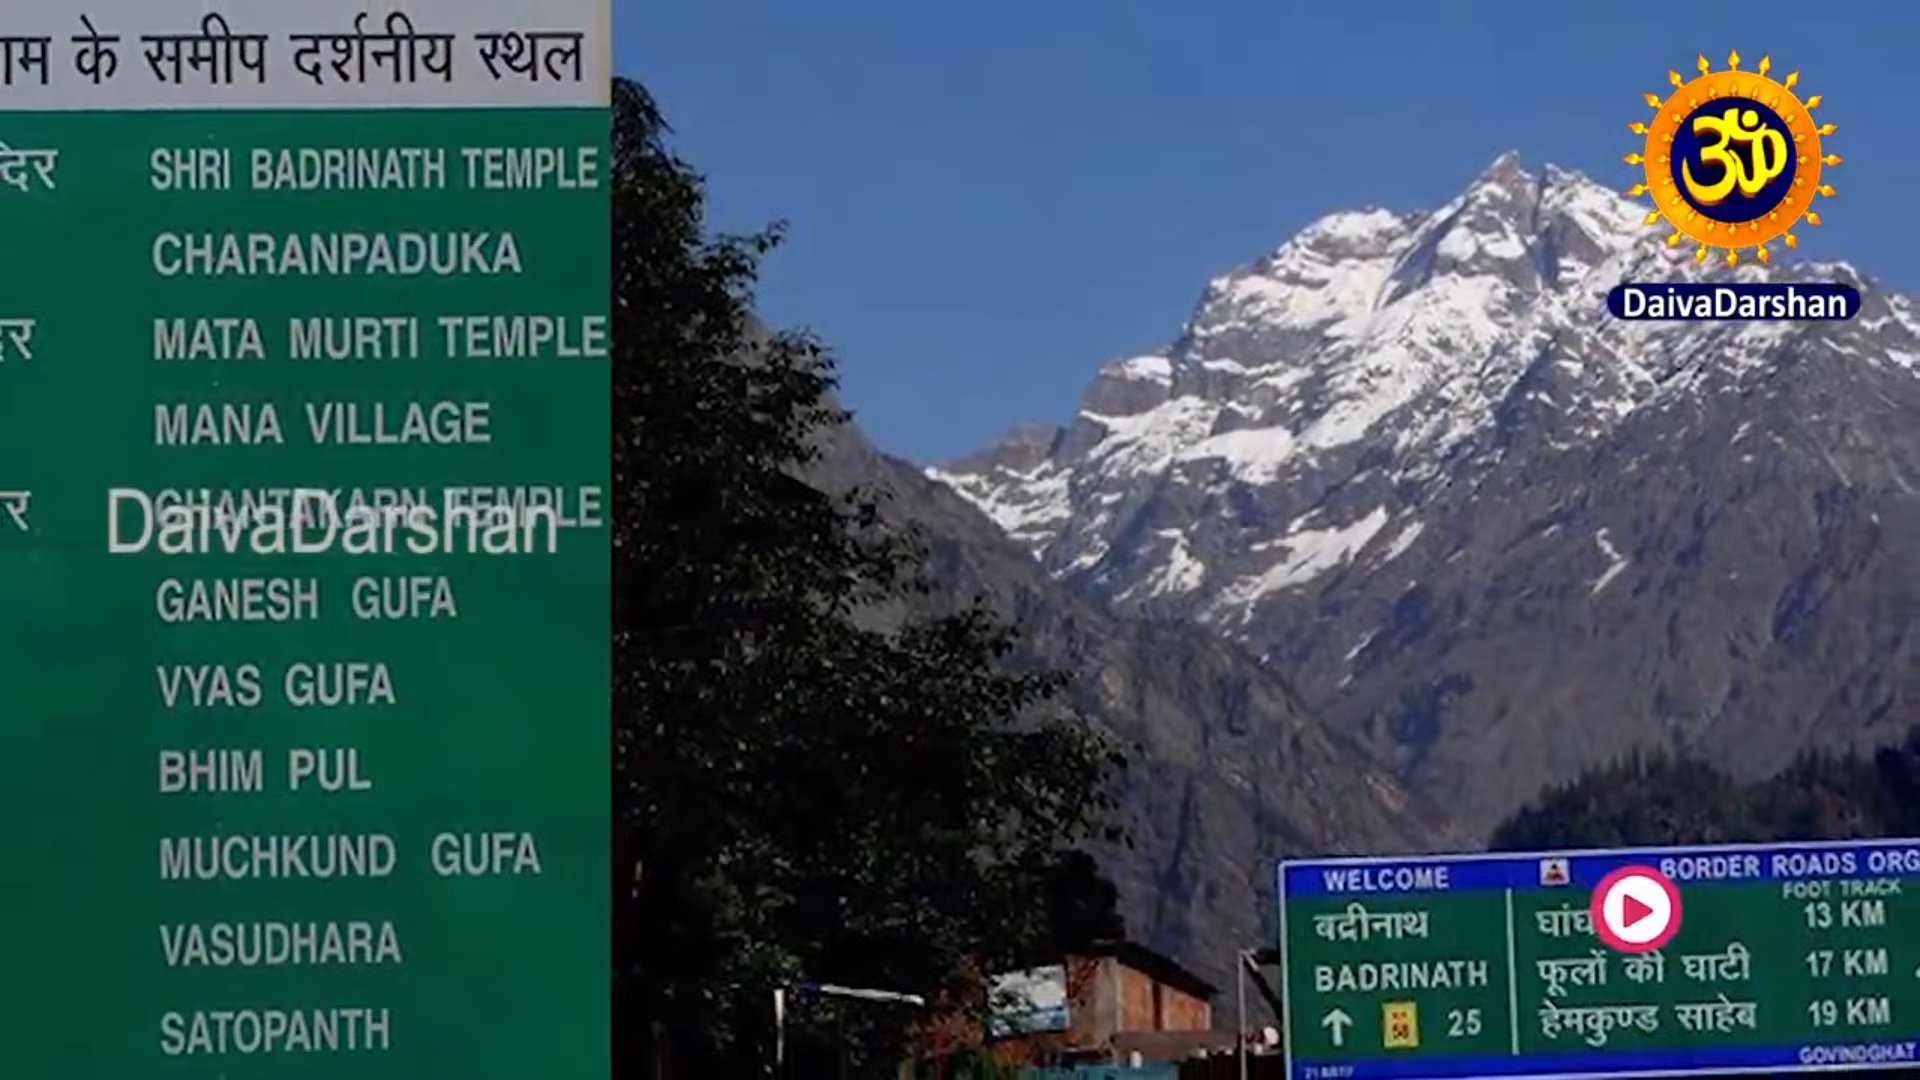 के समीप दर्शनीय स्थल
SHRI BADRINATH TEMPLE
CHARANPADUKA
MATA MURTI TEMPLE
MANA VILLAGE
TEMPLE
DaivaDarshan
GANESH GUFA
VYAS GUFA
BHIM PUL
MUCHKUND GUFA
VASUDHARA
SATOPANTH
ॐ
DaivaDarshan
WELCOME
BORDER ROADS ORG
FOOT TRACK
बद्रीनाथ
13 KM
BADRINATH
फूलों की घाटी 17 KM
25
हेमकुण्ड साहेब 19 KM
GOVINDGHAT